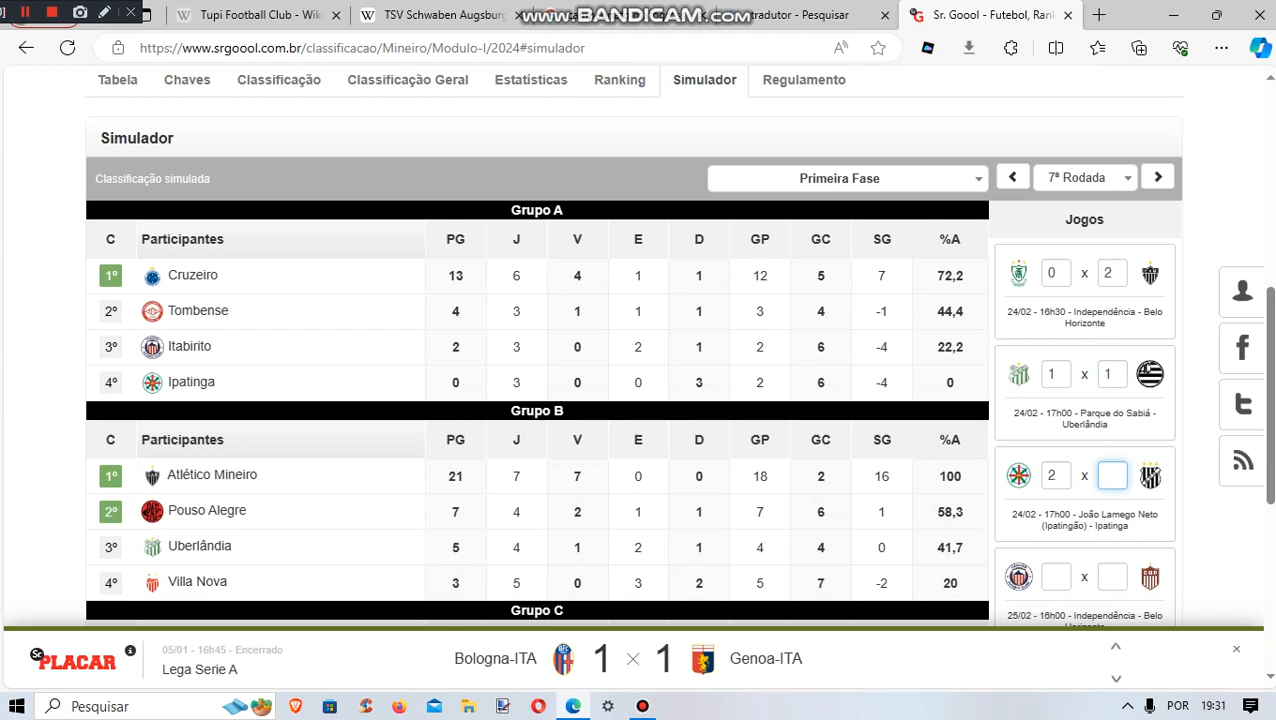 Tupi Football Club - Wiki
TSV Schwaben Augsburg
www.BANDICAM.com
radutor - Pesquisar
Sr. Goool - Futebol, Ran
https://www.srgoool.com.br/classificacao/Mineiro/Modulo-I/2024#simulador
Tabela Chaves Classificação Classificação Geral Estatísticas Ranking Simulador Regulamento
Simulador
Classificação simulada Primeira Fase 7ª Rodada
Grupo A
Jogos
C Participantes PG J V E D GP GC SG %A
1º Cruzeiro 13 6 4 1 1 12 5 7 72,2
2º Tombense 4 3 1 1 1 3 4 -1 44,4
3º Itabirito 2 3 0 2 1 2 6 -4 22,2
4º Ipatinga 0 3 0 0 3 2 6 -4 0
Grupo B
C Participantes PG J V E D GP GC SG %A
1º Atlético Mineiro 21 7 7 0 0 18 2 16 100
2º Pouso Alegre 7 4 2 1 1 7 6 1 58,3
3º Uberlândia 5 4 1 2 1 4 4 0 41,7
4º Villa Nova 3 5 0 3 2 5 7 -2 20
Grupo C
0 x 2
24/02 - 16h30 - Independência - Belo
Horizonte
1 x 1
24/02 - 17h00 - Parque do Sabiá -
Uberlândia
2 x
24/02 - 17h00 - João Lamego Neto
(Ipatingão) - Ipatinga
x
25/02 - 16h00 - Independência - Belo
Horizonte
Sr. PLACAR
05/01 - 16h45 - Encerrado
Lega Serie A
Bologna-ITA 1 x 1 Genoa-ITA
Pesquisar
POR 19:31